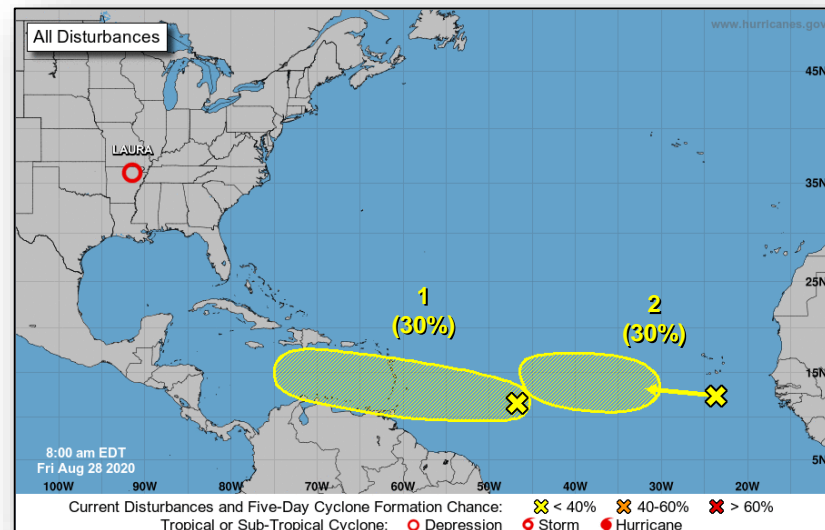 All Disturbances
www.hurricanes.gov
45N
LAURA
35N
25N
1
(30%)
2
(30%)
15N
5N
8:00 am EDT
Fri Aug 28 2020
100W 90W 80W 70W 60W 50W 40W 30W 20W 10W
Current Disturbances and Five-Day Cyclone Formation Chance: < 40% 40-60% > 60%
Tropical or Sub-Tropical Cyclone: Depression Storm Hurricane